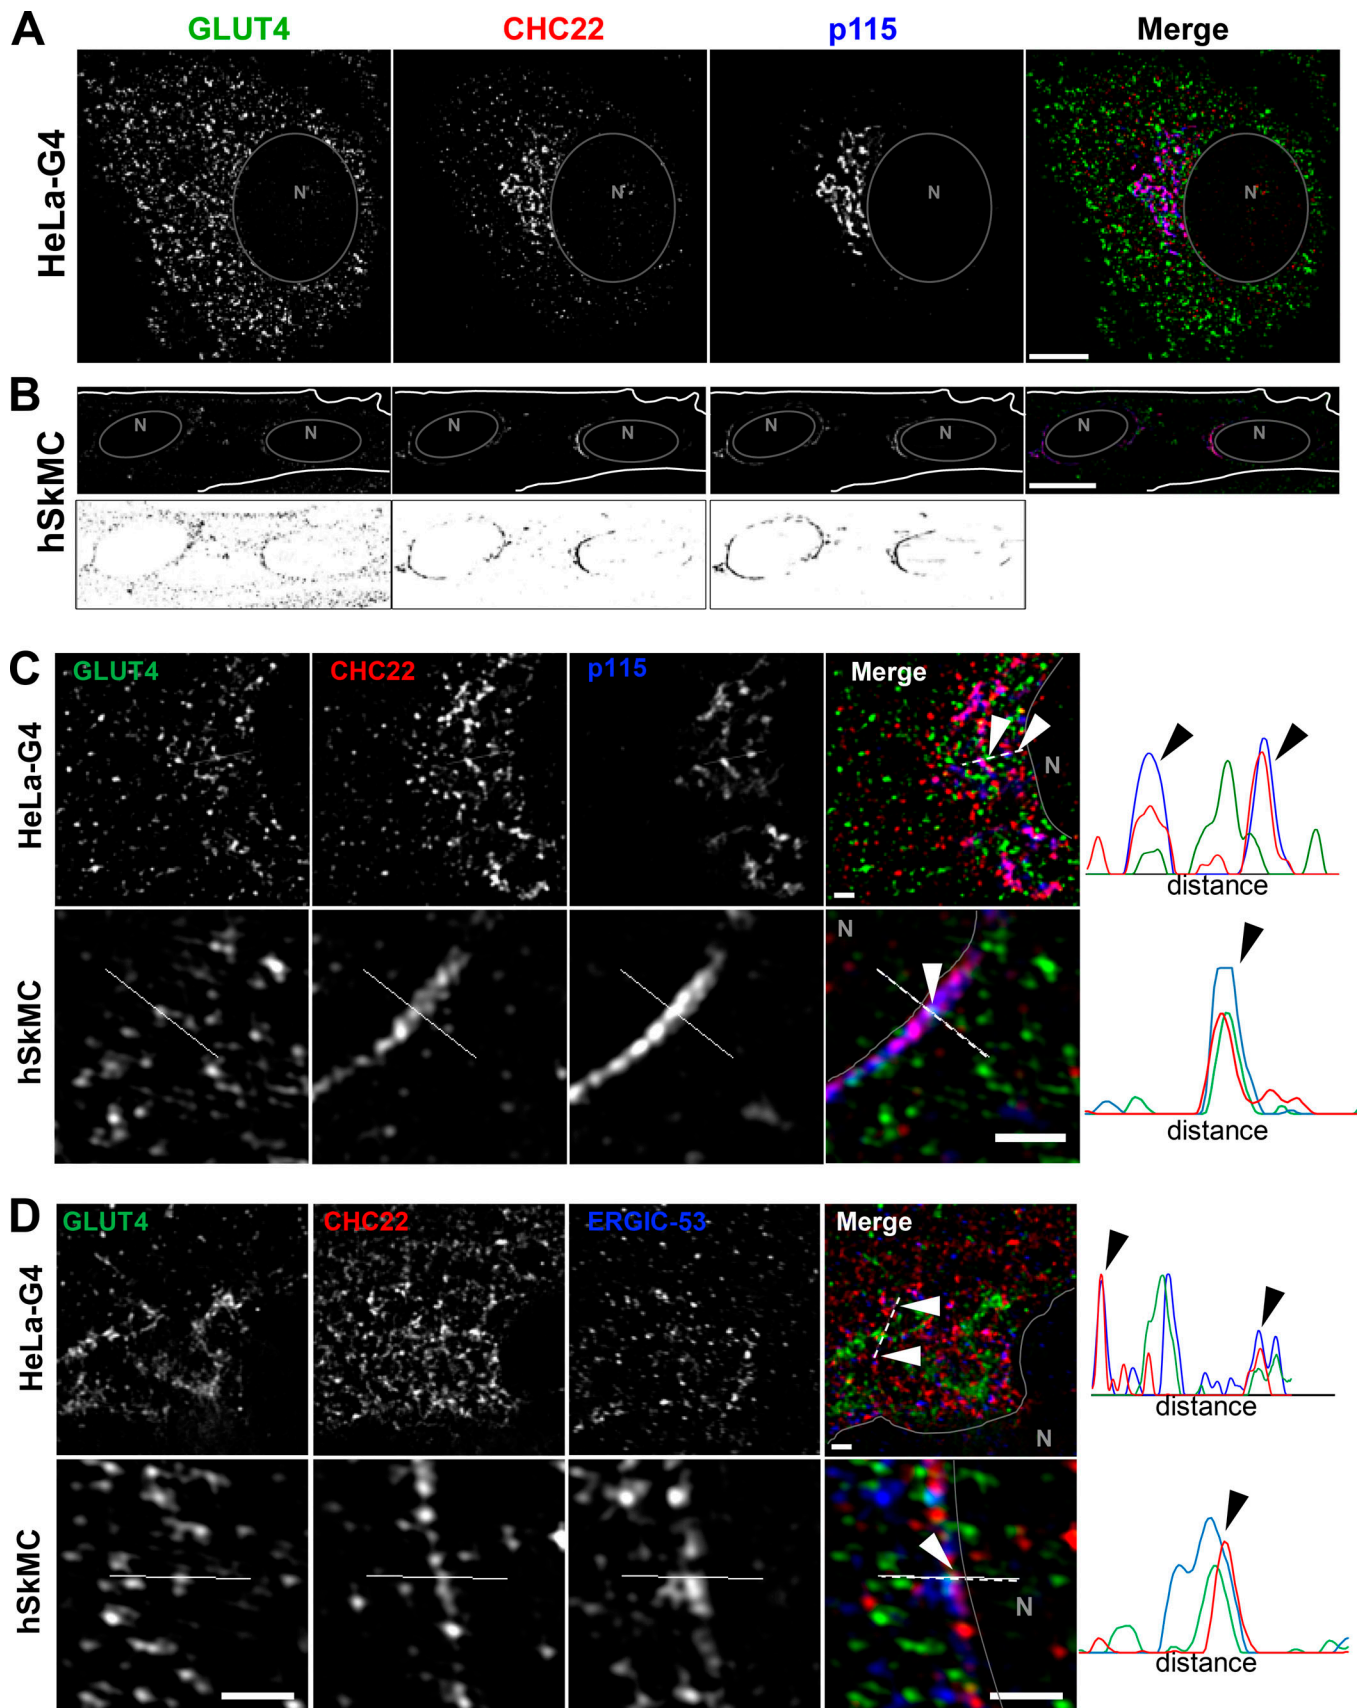 A
GLUT4 CHC22 p115 Merge
HeLa-G4
N N N N
B
hSkMC
N N N N N N N N
C
GLUT4 CHC22 p115 Merge
HeLa-G4
N
distance
hSkMC
N
distance
D
GLUT4 CHC22 ERGIC-53 Merge
HeLa-G4
N
distance
hSkMC
N
distance